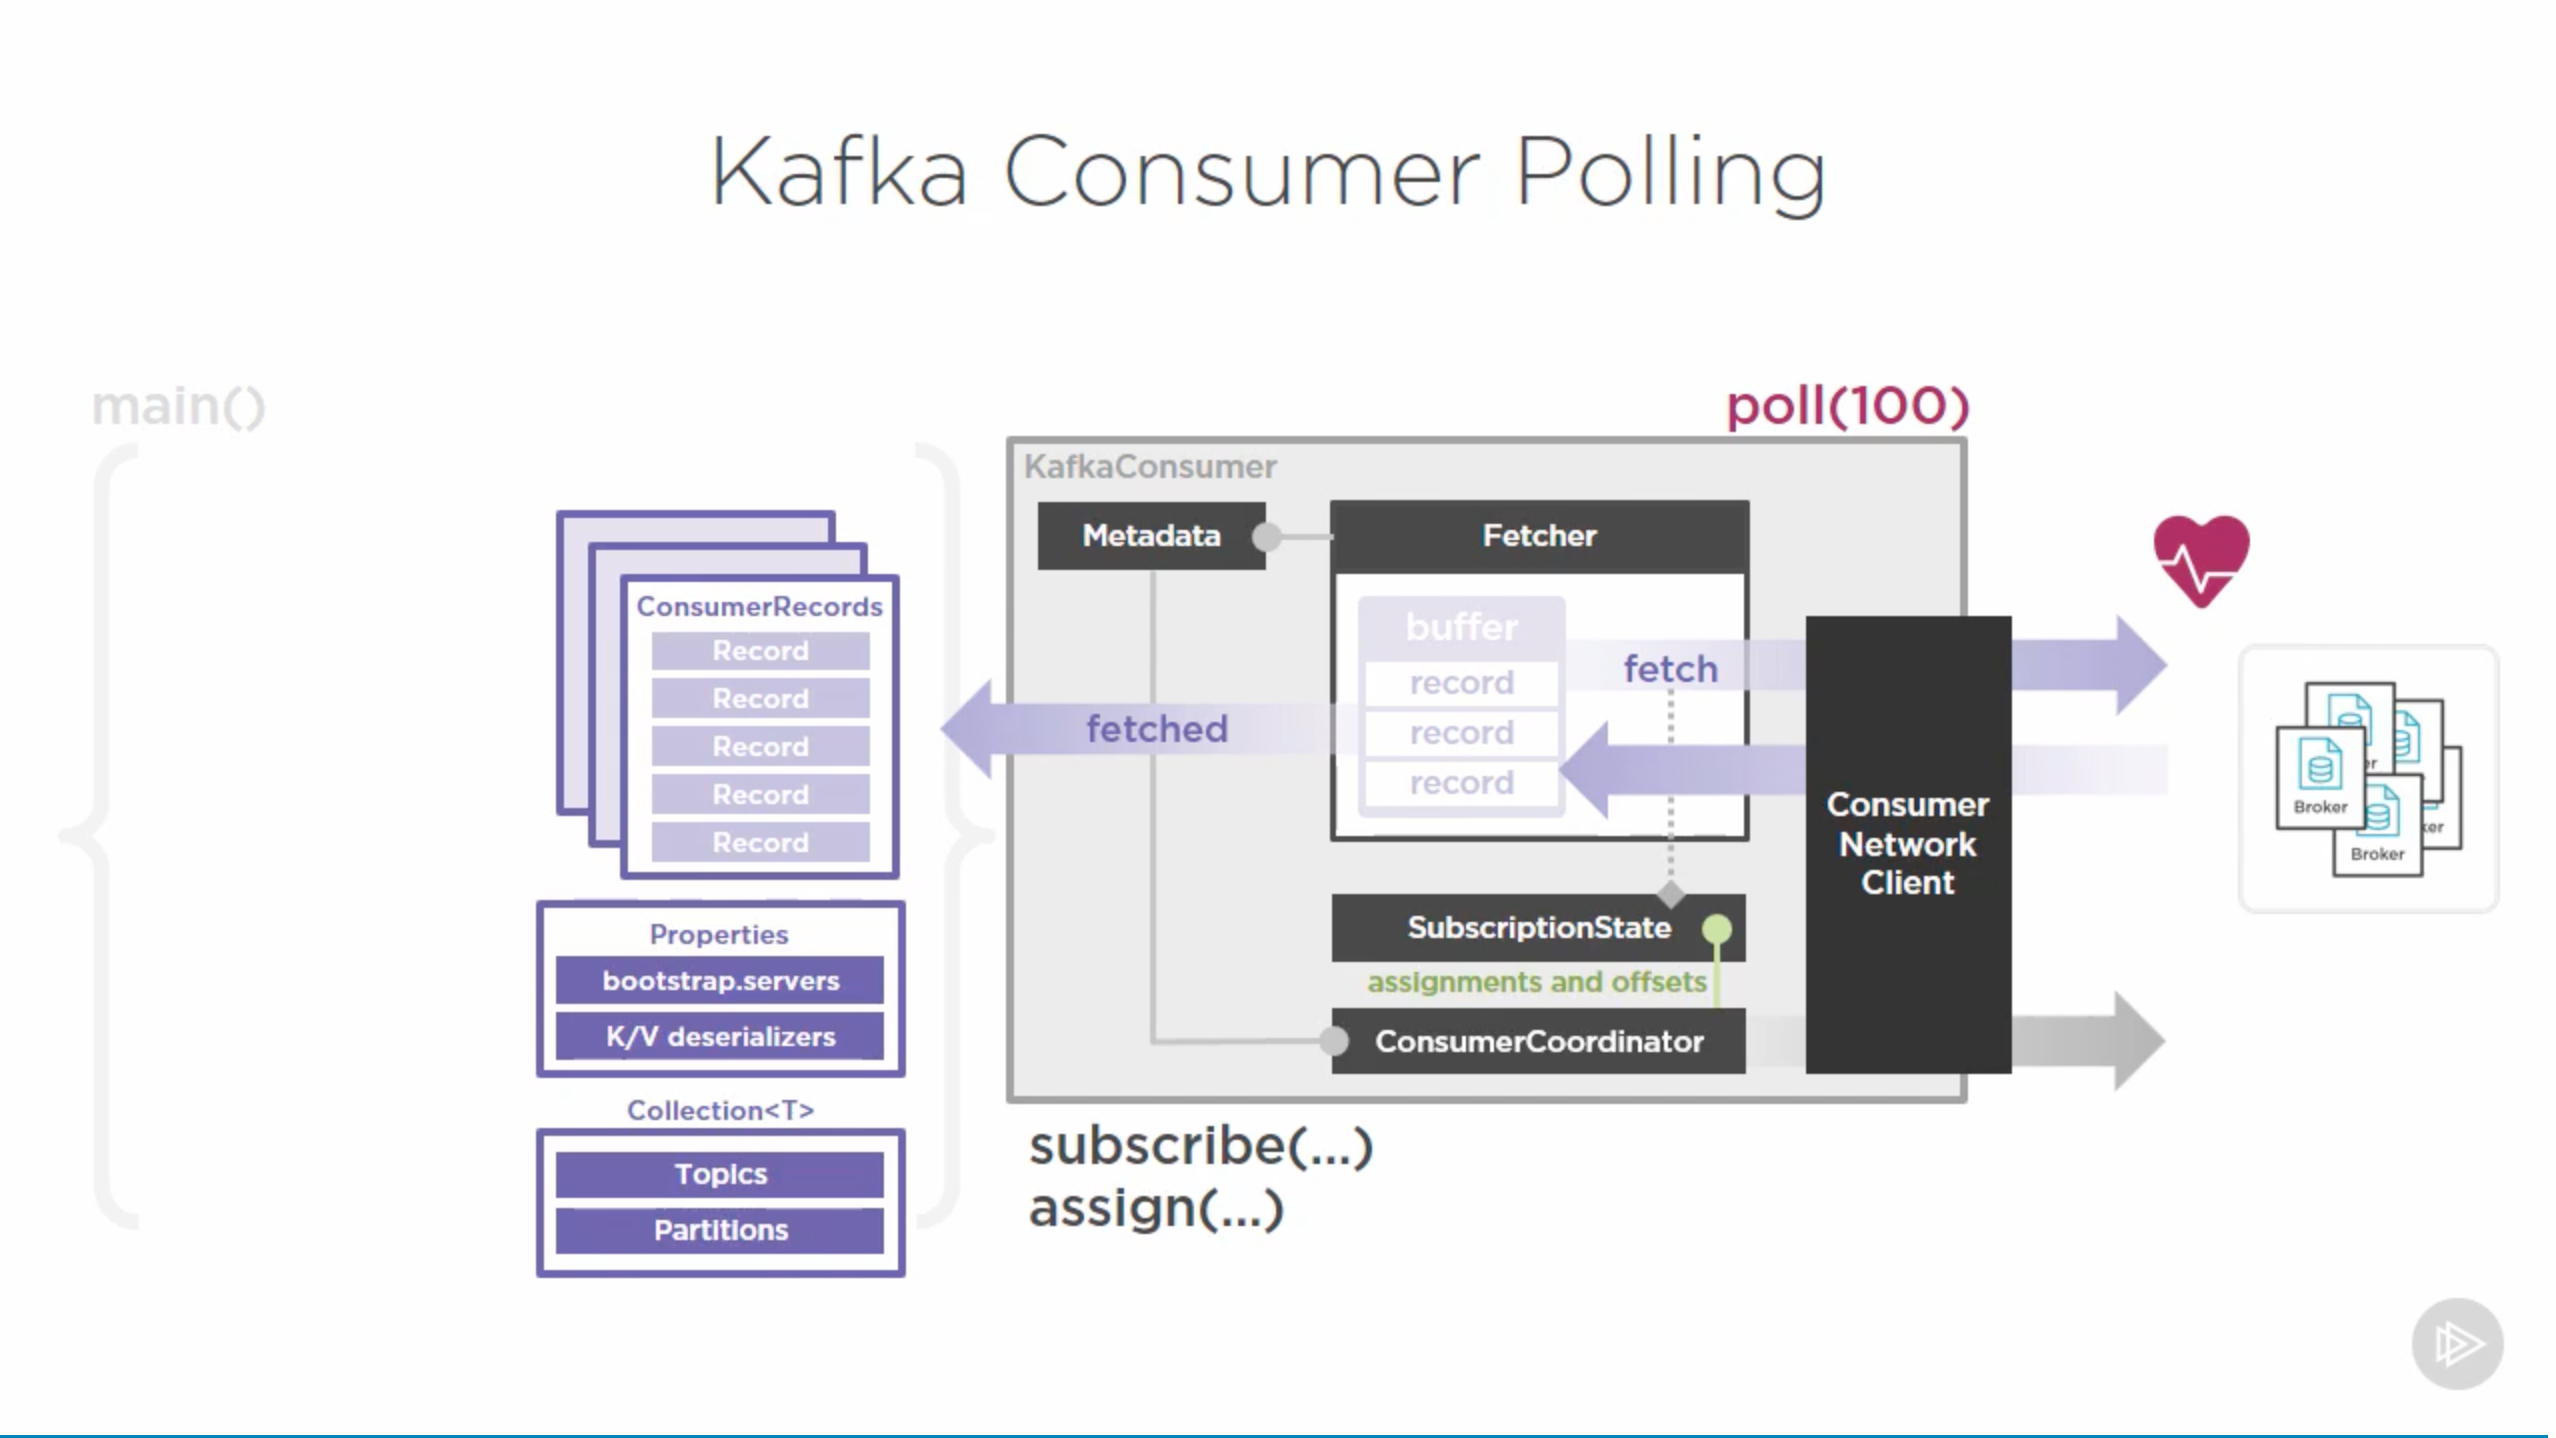 Kafka Consumer Polling
main()
poll(100)
KafkaConsumer
Metadata
Fetcher
ConsumerRecords
Record
Record
Record
Record
Record
buffer
record
record
record
fetch
fetched
Consumer
Network
Client
Broker
Broker
er
ker
SubscriptionState
assignments and offsets
ConsumerCoordinator
Properties
bootstrap.servers
K/V deserializers
Collection<T>
Topics
Partitions
subscribe(...)
assign(...)